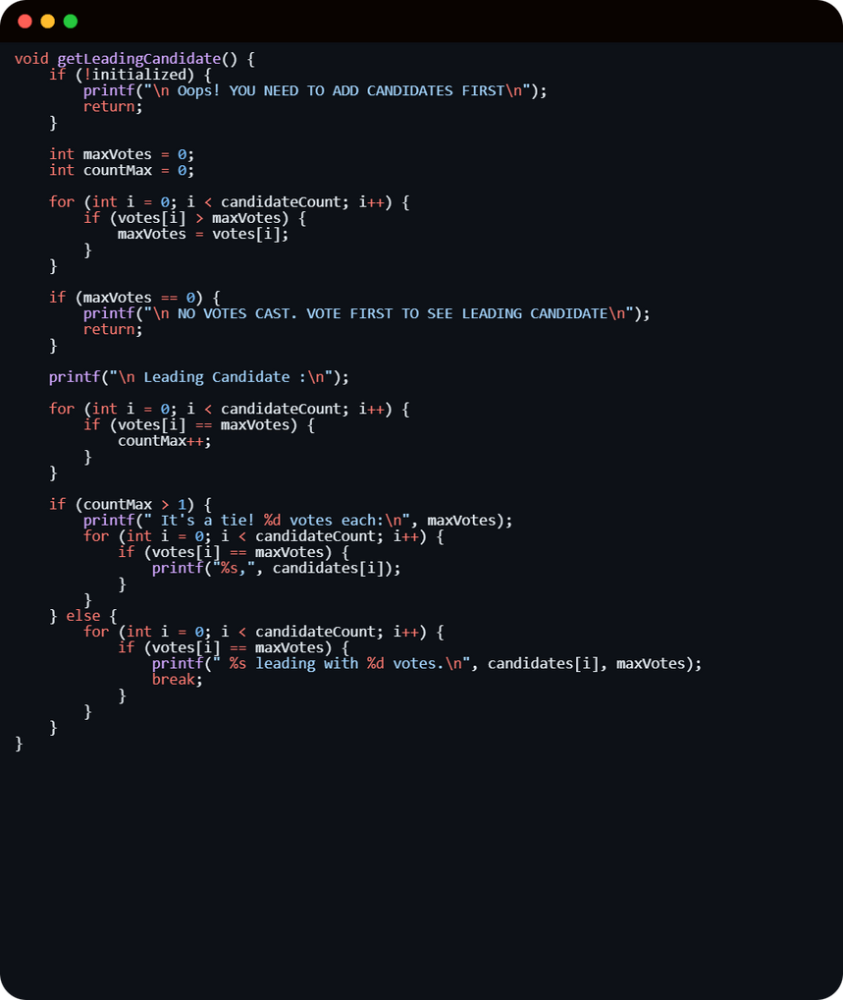 void getLeadingCandidate() {
    if (!initialized) {
        printf("\n Oops! YOU NEED TO ADD CANDIDATES FIRST\n");
        return;
    }

    int maxVotes = 0;
    int countMax = 0;

    for (int i = 0; i < candidateCount; i++) {
        if (votes[i] > maxVotes) {
            maxVotes = votes[i];
        }
    }

    if (maxVotes == 0) {
        printf("\n NO VOTES CAST. VOTE FIRST TO SEE LEADING CANDIDATE\n");
        return;
    }

    printf("\n Leading Candidate :\n");

    for (int i = 0; i < candidateCount; i++) {
        if (votes[i] == maxVotes) {
            countMax++;
        }
    }

    if (countMax > 1) {
        printf(" It's a tie! %d votes each:\n", maxVotes);
        for (int i = 0; i < candidateCount; i++) {
            if (votes[i] == maxVotes) {
                printf("%s,", candidates[i]);
            }
        }
    } else {
        for (int i = 0; i < candidateCount; i++) {
            if (votes[i] == maxVotes) {
                printf(" %s leading with %d votes.\n", candidates[i], maxVotes);
                break;
            }
        }
    }
}